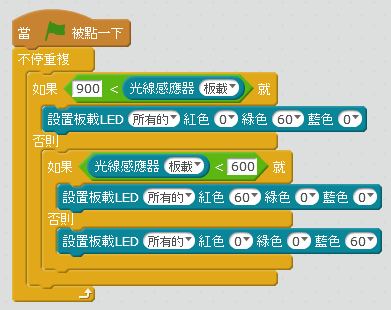 當 被點一下
不停重複
如果 900 < 光線感應器 板載 就
設置板載LED 所有的 紅色 0 綠色 60 藍色 0
否則
如果 光線感應器 板載 < 600 就
設置板載LED 所有的 紅色 60 綠色 0 藍色 0
否則
設置板載LED 所有的 紅色 0 綠色 0 藍色 60